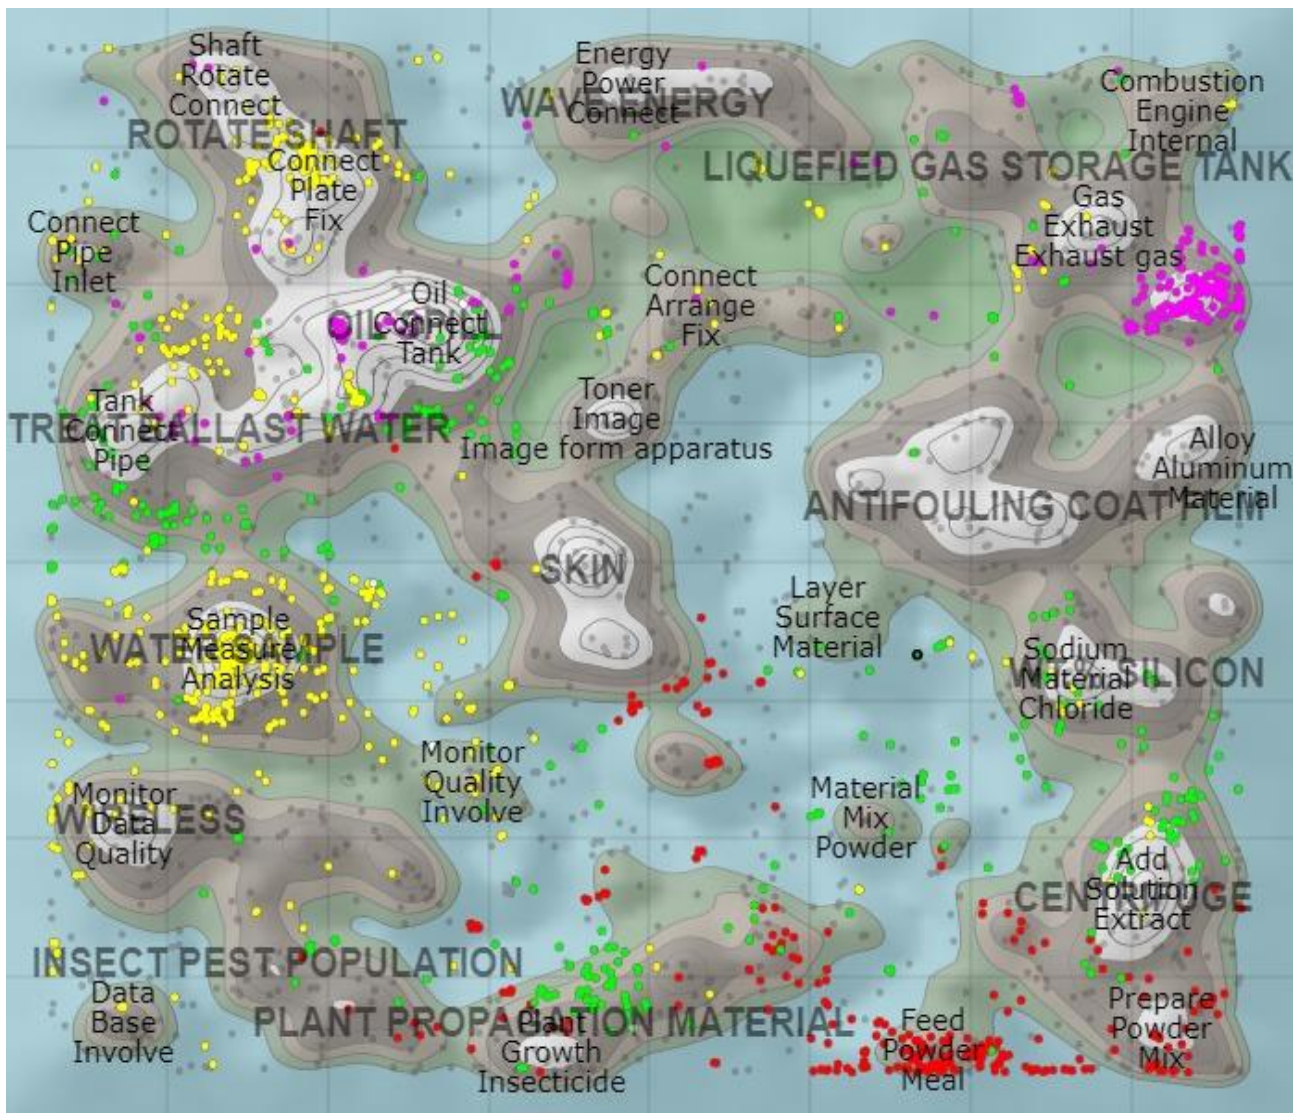 Shaft
Rotate
Connect
ROTATE SHAFT
Energy
Power
Connect
WAVE ENERGY
Combustion
Engine
Internal
LIQUEFIED GAS STORAGE TANK
Connect
Plate
Fix
Connect
Pipe
Inlet
Gas
Exhaust
Exhaust gas
Connect
Arrange
Fix
Oil
Connect
Tank
OIL SPILL
Toner
Image
Image form apparatus
Tank
Connect
Pipe
TREAT BALLAST WATER
Alloy
Aluminum
Material
ANTIFOULING COAT FILM
SKIN
Layer
Surface
Material
Sample
Measure
Analysis
WATER SAMPLE
Sodium
Material
Chloride
SILICON
Monitor
Quality
Involve
Monitor
Data
Quality
WIRELESS
Material
Mix
Powder
Add
Solution
Extract
CENTRIFUGE
INSECT PEST POPULATION
Data
Base
Involve
PLANT PROPAGATION MATERIAL
Plant
Growth
Insecticide
Feed
Powder
Meal
Prepare
Powder
Mix